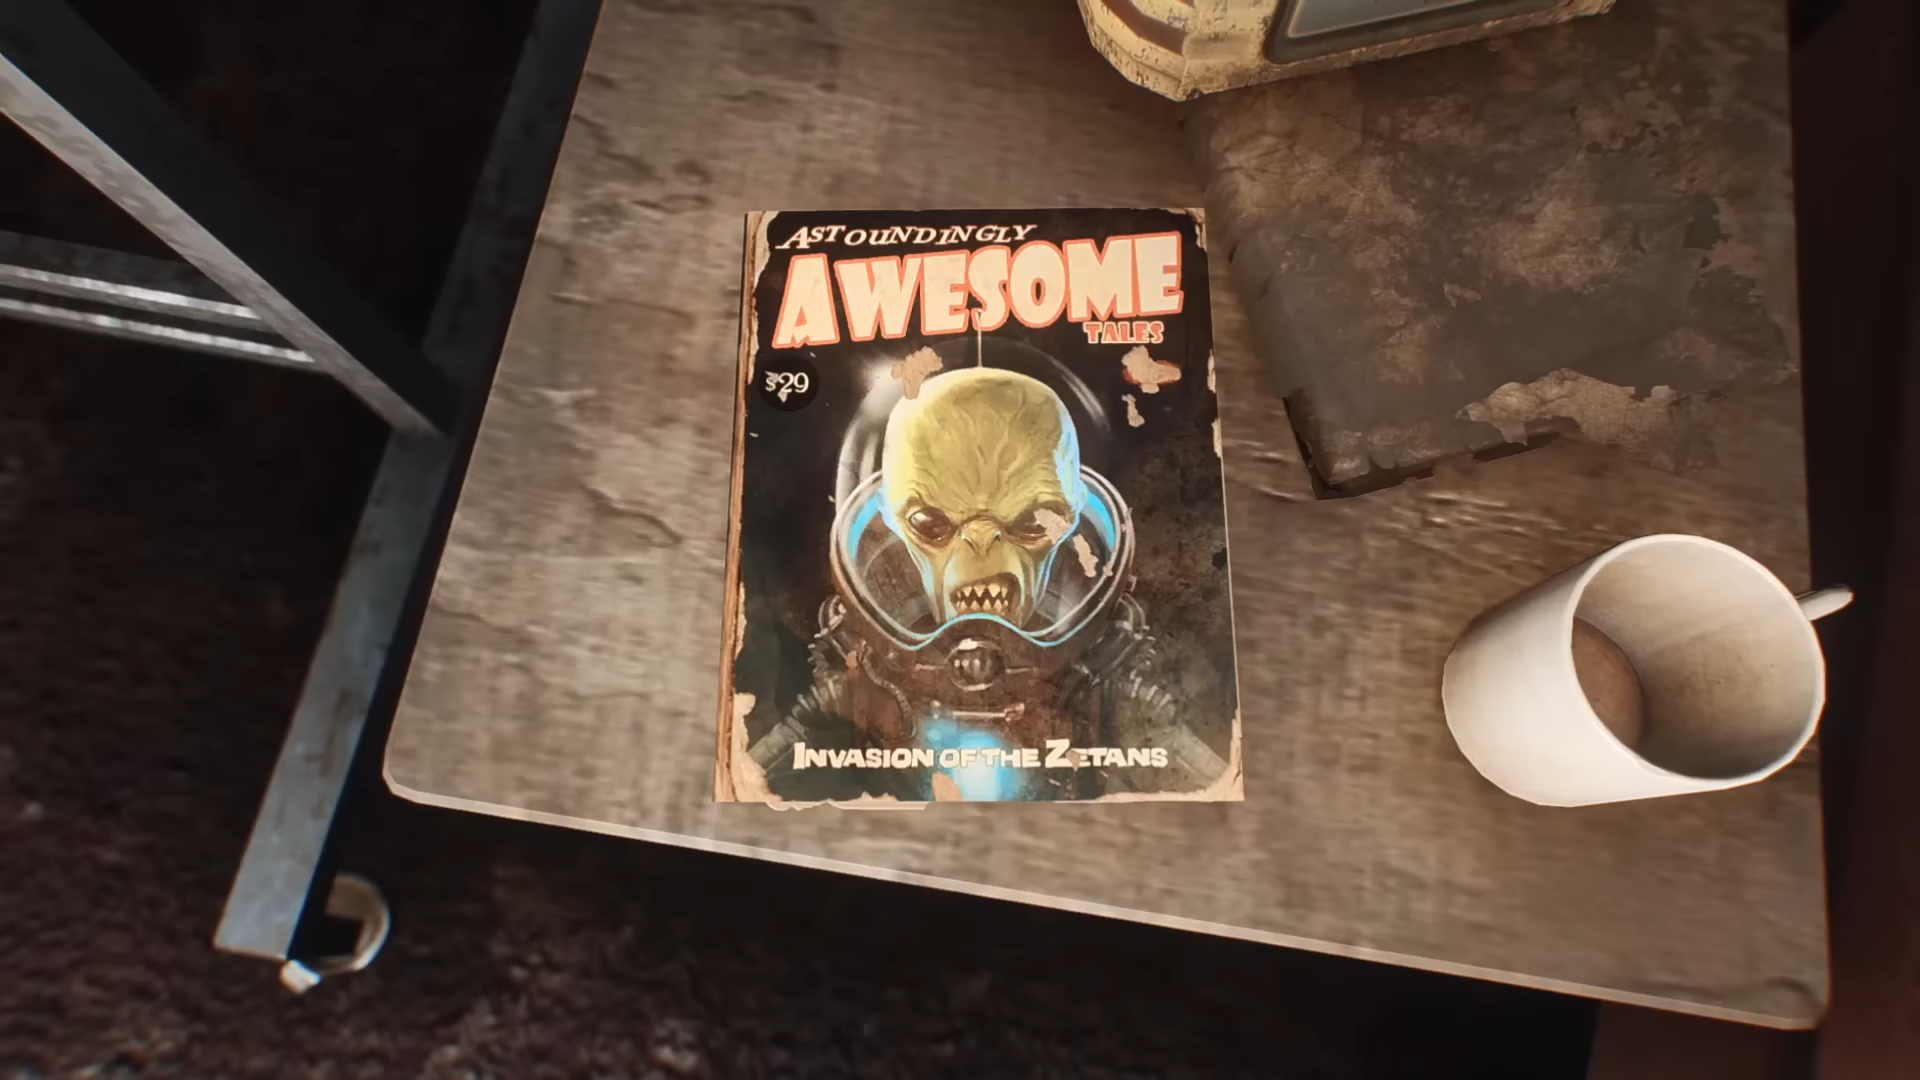 ASTOUNDINGLY
AWESOME
TALES
$29
INVASION OF THE ZETANS